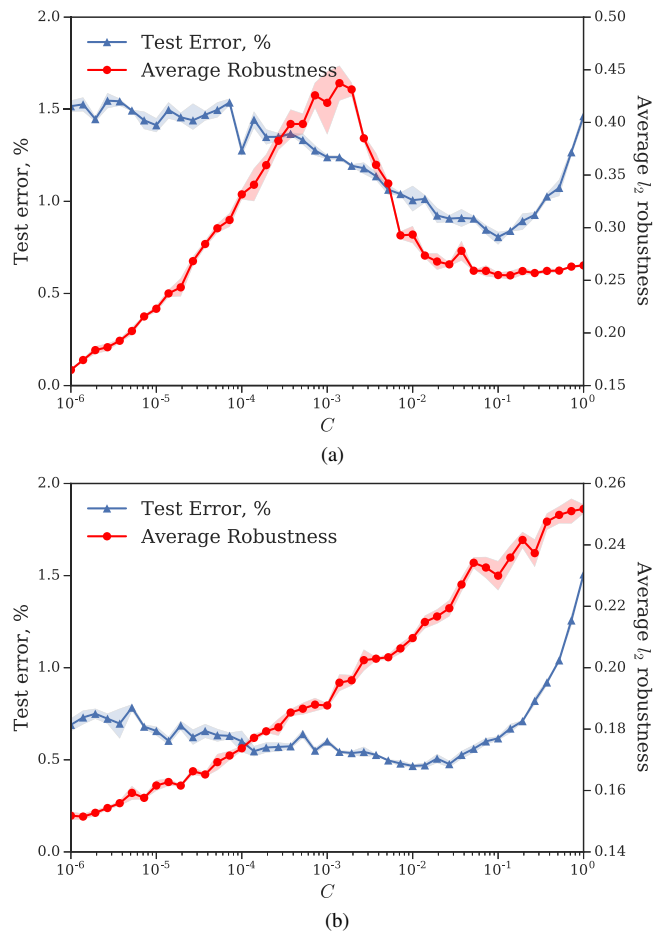 2.0
1.5
1.0
0.5
0.0
Test error, %
Test Error, %
Average Robustness
0.50
0.45
0.40
0.35
0.30
0.25
0.20
0.15
Average l₂ robustness
10⁻⁶ 10⁻⁵ 10⁻⁴ 10⁻³ 10⁻² 10⁻¹ 10⁰
C
(a)
2.0
1.5
1.0
0.5
0.0
Test error, %
Test Error, %
Average Robustness
0.26
0.24
0.22
0.20
0.18
0.16
0.14
Average l₂ robustness
10⁻⁶ 10⁻⁵ 10⁻⁴ 10⁻³ 10⁻² 10⁻¹ 10⁰
C
(b)